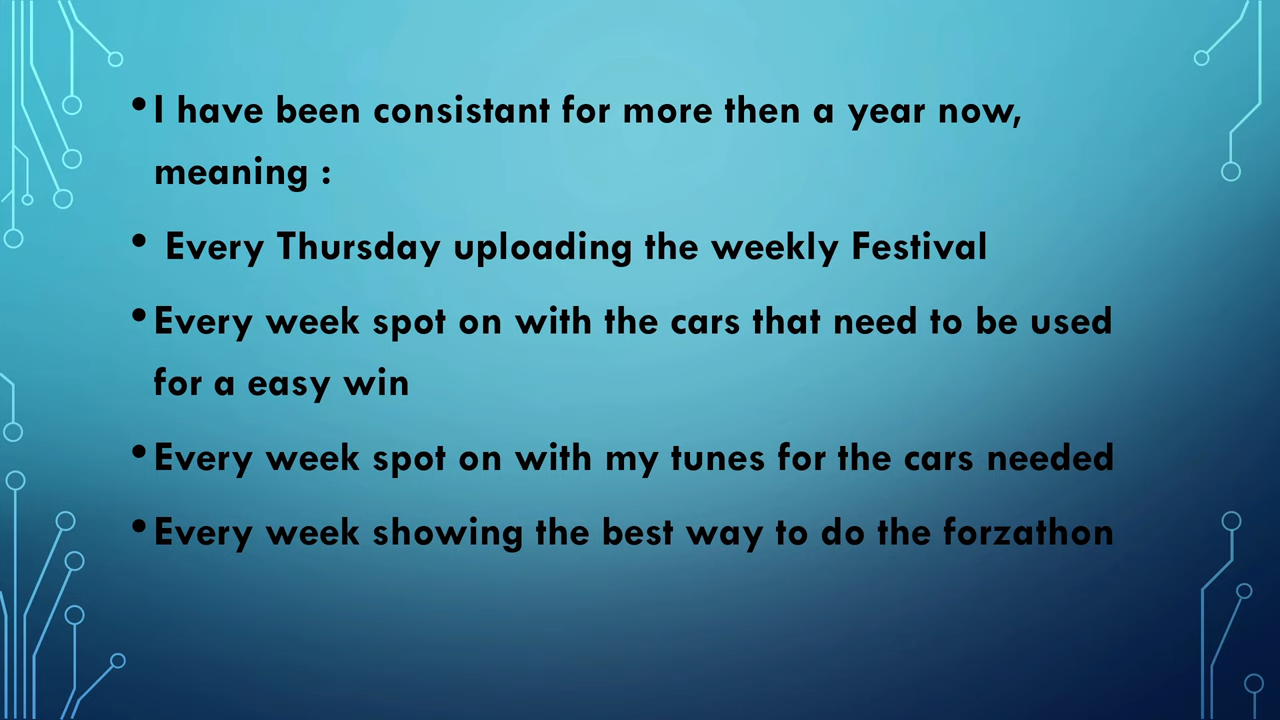 • I have been consistant for more then a year now,
meaning :
• Every Thursday uploading the weekly Festival
• Every week spot on with the cars that need to be used
for a easy win
• Every week spot on with my tunes for the cars needed
• Every week showing the best way to do the forzathon